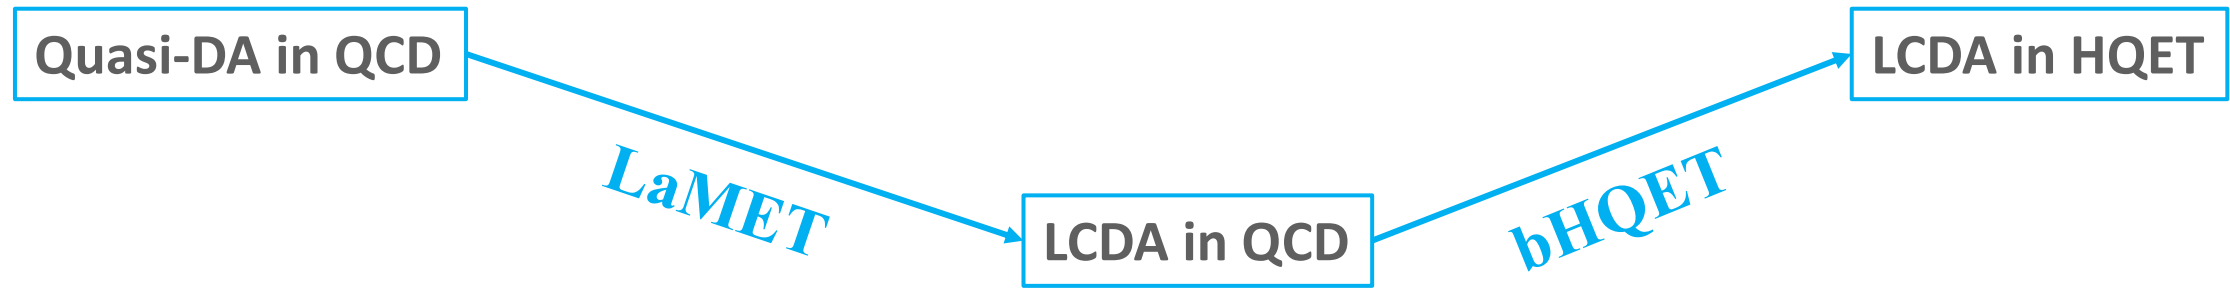 Quasi-DA in QCD
LaMET
LCDA in QCD
bHQET
LCDA in HQET